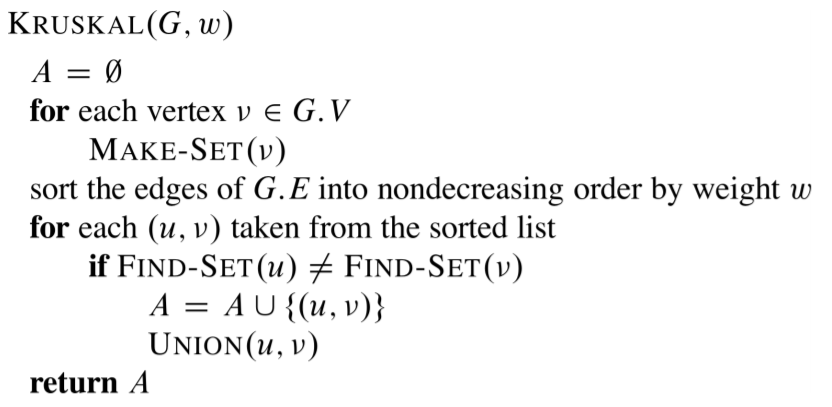 KRUSKAL(G, w)
A = ∅
for each vertex v ∈ G.V
MAKE-SET(v)
sort the edges of G.E into nondecreasing order by weight w
for each (u, v) taken from the sorted list
if FIND-SET(u) ≠ FIND-SET(v)
A = A ∪ {(u, v)}
UNION(u, v)
return A